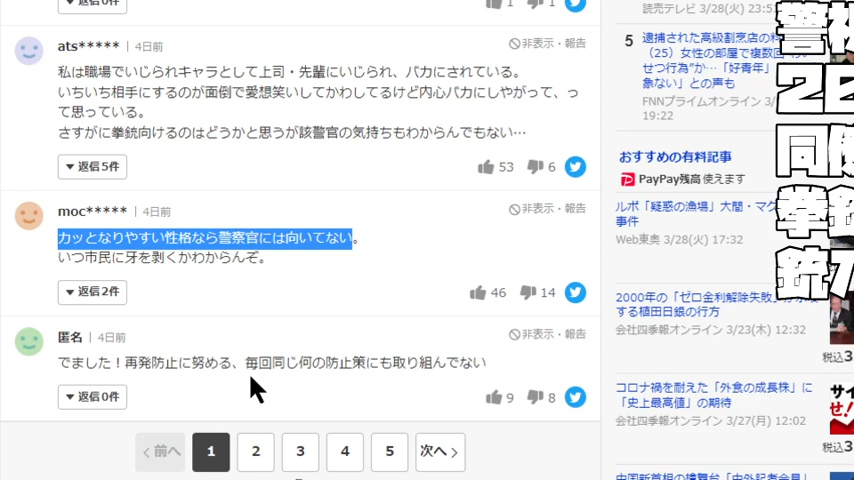 1 1
読売テレビ 3/28(火) 23:5
ats***** | 4日前
非表示・報告
私は職場でいじられキャラとして上司・先輩にいじられ、バカにされている。
いちいち相手にするのが面倒で愛想笑いしてかわしてるけど内心バカにしやがって、っ
て思っている。
さすがに拳銃向けるのはどうかと思うが該警官の気持ちもわからんでもない…
返信5件
53 6
moc***** | 4日前
非表示・報告
カッとなりやすい性格なら警察官には向いてない。
いつ市民に牙を剝くかわからんぞ。
返信2件
46 14
匿名 | 4日前
非表示・報告
でました！再発防止に努める、毎回同じ何の防止策にも取り組んでない
返信0件
9 8
前へ 1 2 3 4 5 次へ
5 逮捕された高級割烹店の料
(25) 女性の部屋で複数回
せつ行為”か…「好青年」
象ない」との声も
FNNプライムオンライン 3/
19:22
おすすめの有料記事
PayPay残高 使えます
ルポ「疑惑の漁場」大間・マグ
事件
Web東奥 3/28(火) 17:32
2000年の「ゼロ金利解除失敗」が
する植田日銀の行方
会社四季報オンライン 3/23(木) 12:32
税込3
コロナ禍を耐えた「外食の成長株」に
「史上最高値」の期待
会社四季報オンライン 3/27(月) 12:02
サイ
せ!
税込3
同僚
拳銃
銃